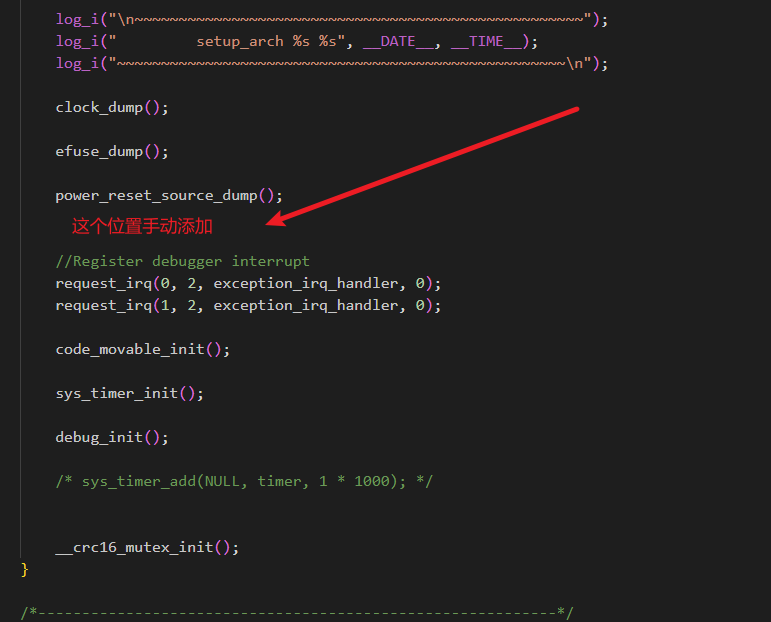 log_i("\n~~~~~~~~~~~~~~~~~~~~~~~~~~~~~~~~~~~~~~~~~~~~~~~~~~~");
log_i("         setup_arch %s %s", __DATE__, __TIME__);
log_i("~~~~~~~~~~~~~~~~~~~~~~~~~~~~~~~~~~~~~~~~~~~~~~~~~~~\n");
clock_dump();
efuse_dump();
power_reset_source_dump();
这个位置手动添加
//Register debugger interrupt
request_irq(0, 2, exception_irq_handler, 0);
request_irq(1, 2, exception_irq_handler, 0);
code_movable_init();
sys_timer_init();
debug_init();
/* sys_timer_add(NULL, timer, 1 * 1000); */
__crc16_mutex_init();
}
/*-----------------------------------------------------------*/